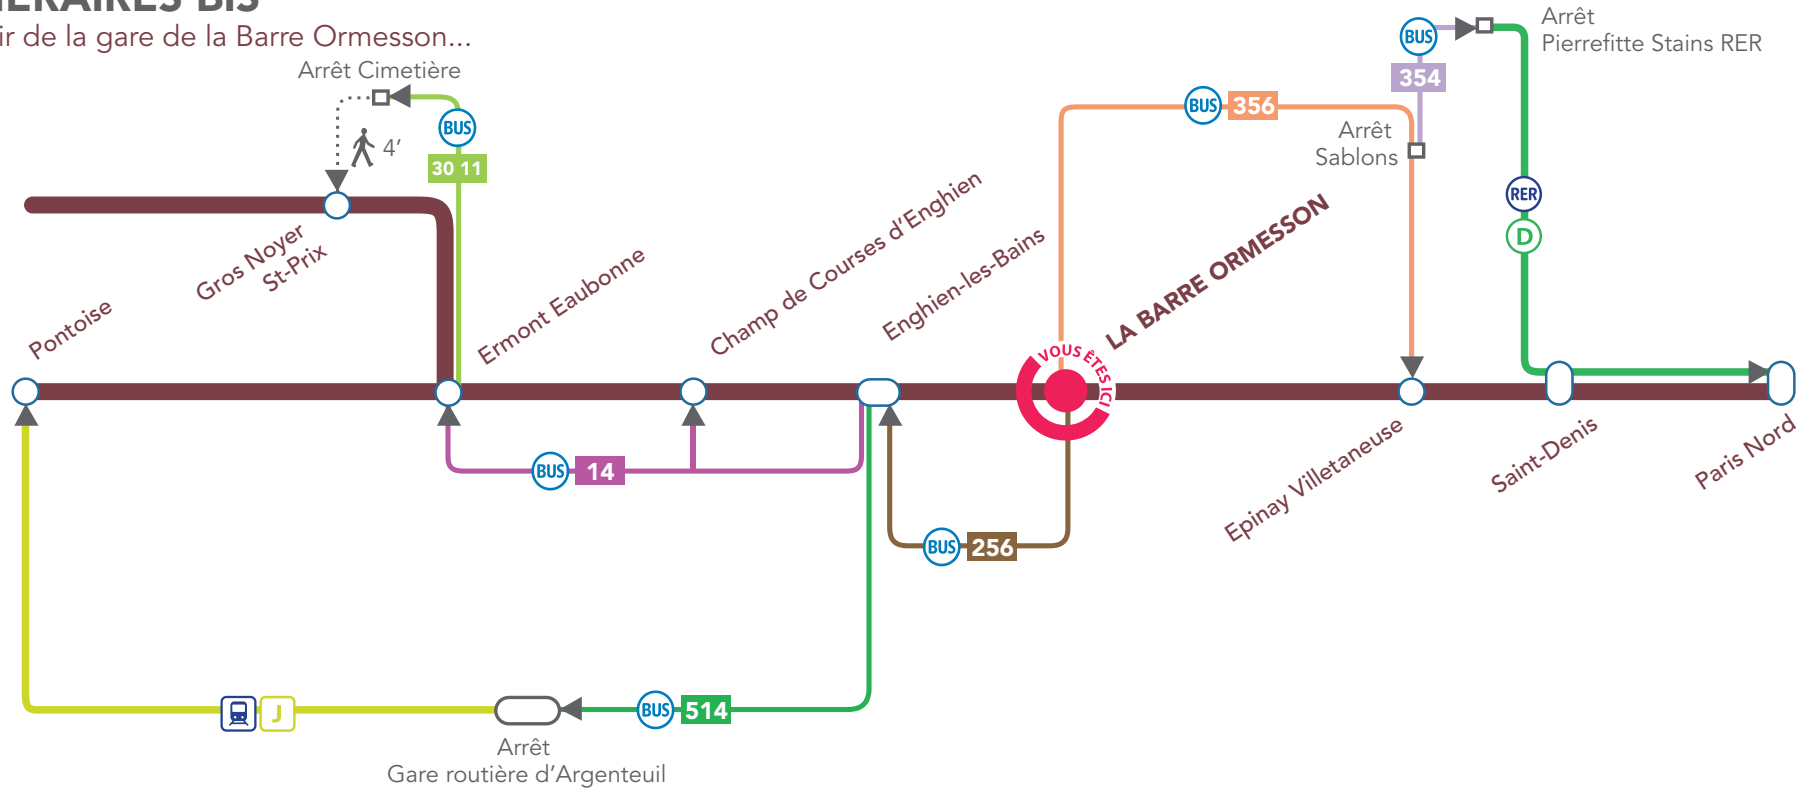 BIS
de la gare de la Barre Ormesson...
Arrêt Cimetière
BUS
30 11
4’
Gros Noyer
St-Prix
Pontoise
Ermont Eaubonne
Champ de Courses d’Enghien
Enghien-les-Bains
LA BARRE ORMESSON
VOUS ÊTES ICI
BUS 356
Arrêt
Sablons
BUS
354
Arrêt
Pierrefitte Stains RER
RER
D
Epinay Villetaneuse
Saint-Denis
Paris Nord
BUS 14
BUS 256
J
BUS 514
Arrêt
Gare routière d’Argenteuil